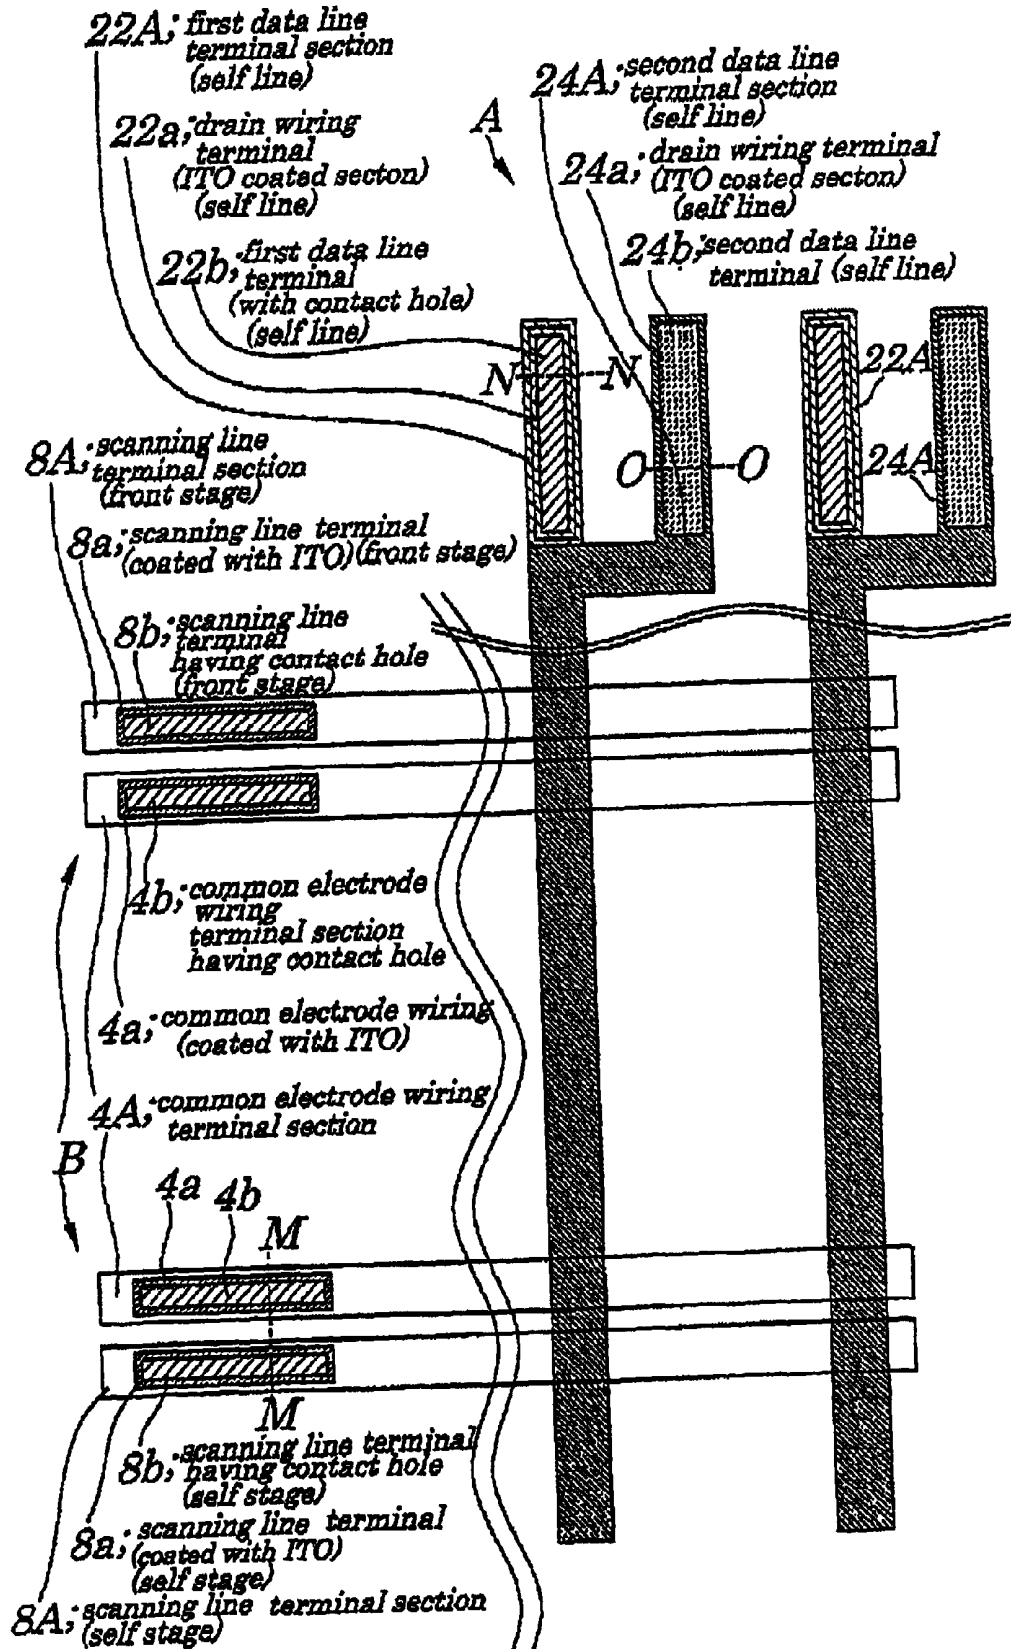 22A; first data line
terminal section
(self line)
22a; drain wiring
terminal
(ITO coated secton)
(self line)
22b; first data line
terminal
(with contact hole)
(self line)
A
24A; second data line
terminal section
(self line)
24a; drain wiring terminal
(ITO coated secton)
(self line)
24b; second data line
terminal (self line)
N N
22A
O O
24A
8A; scanning line
terminal section
(front stage)
8a; scanning line terminal
(coated with ITO) (front stage)
8b; scanning line
terminal
having contact hole
(front stage)
4b; common electrode
wiring
terminal section
having contact hole
4a; common electrode wiring
(coated with ITO)
4A; common electrode wiring
terminal section
B
4a 4b
M
M
8b; scanning line terminal
having contact hole
(self stage)
8a; scanning line terminal
(coated with ITO)
(self stage)
8A; scanning line terminal section
(self stage)